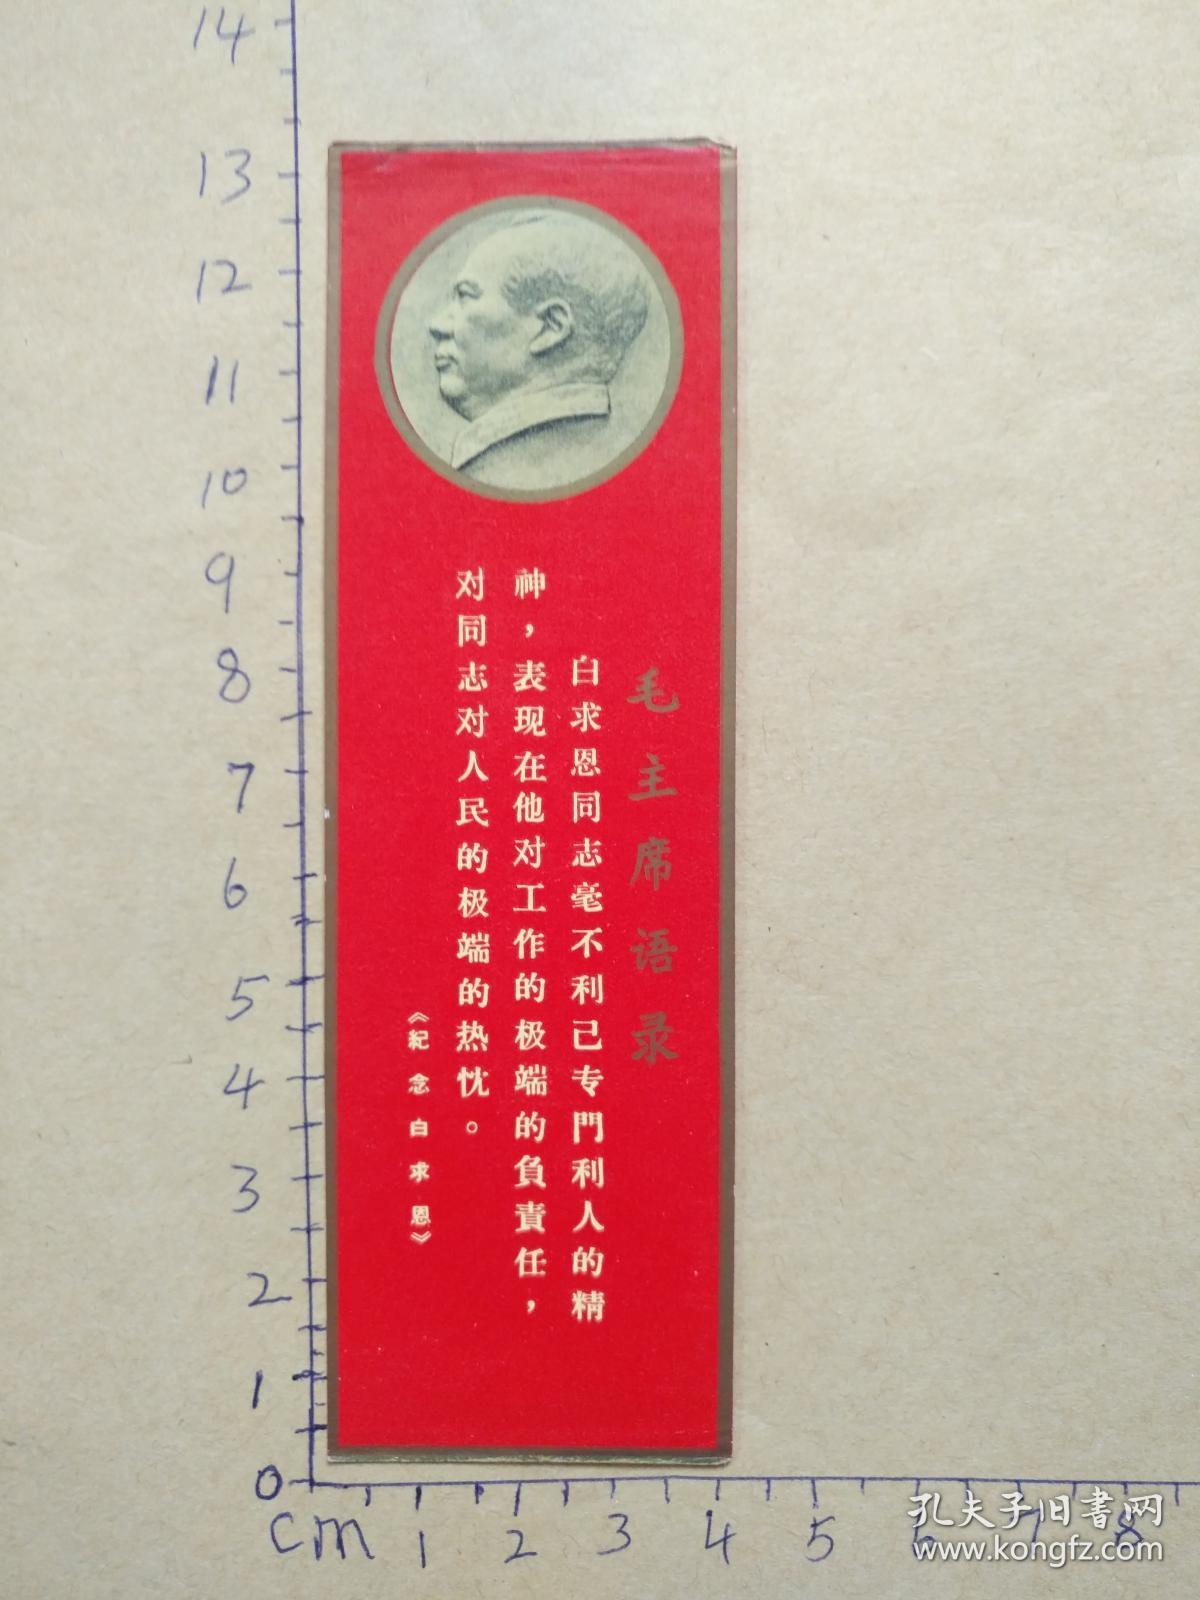 毛主席语录
白求恩同志毫不利己专門利人的精
神，表现在他对工作的极端的負責任，
对同志对人民的极端的热忱。
《紀念白求恩》
14
13
12
11
10
9
8
7
6
5
4
3
2
1
0
cm 1 2 3 4 5 6 7 8
孔夫子旧書网
www.kongfz.com